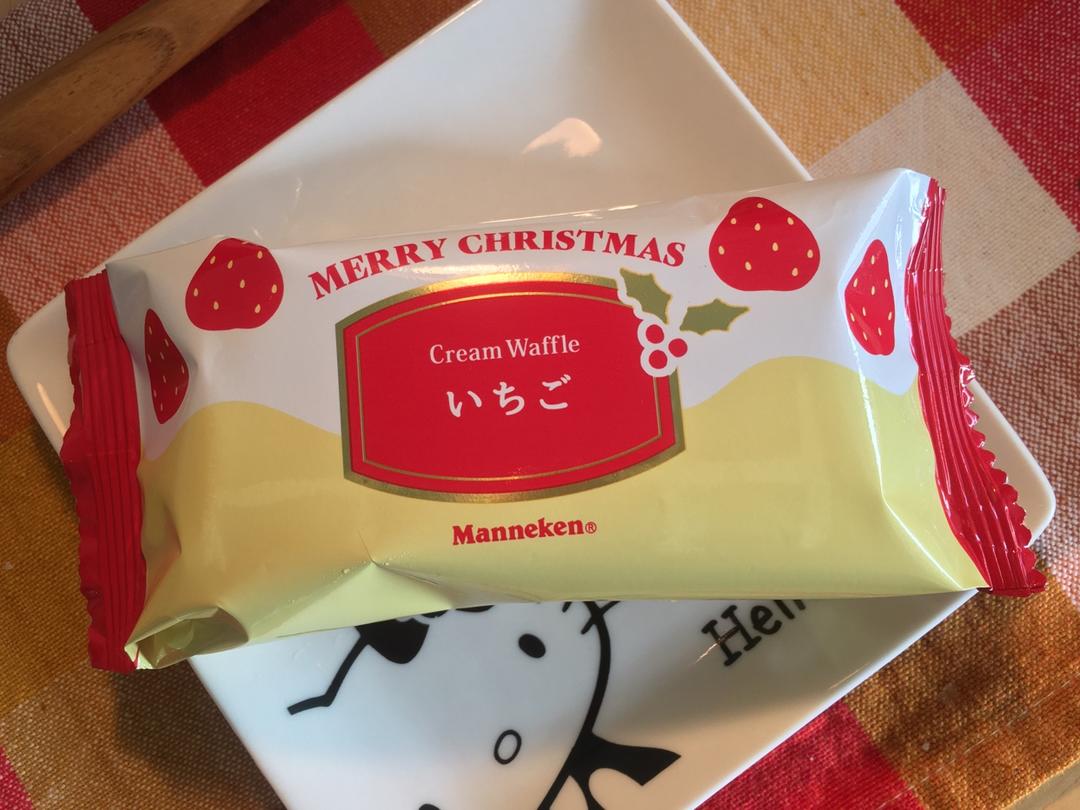 MERRY CHRISTMAS
Cream Waffle
いちご
Manneken®